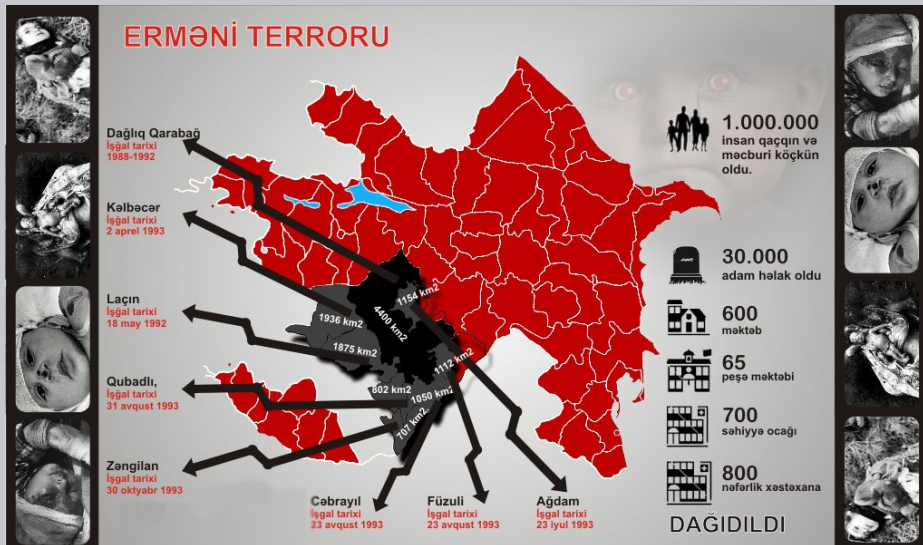 ERMƏNİ TERRORU
Dağlıq Qarabağ
İşğal tarixi
1988-1992
Kəlbəcər
İşğal tarixi
2 aprel 1993
Laçın
İşğal tarixi
18 may 1992
Qubadlı,
İşğal tarixi
31 avqust 1993
Zəngilan
İşğal tarixi
30 oktyabr 1993
Cəbrayıl
İşğal tarixi
23 avqust 1993
Füzuli
İşğal tarixi
23 avqust 1993
Ağdam
İşğal tarixi
23 iyul 1993
1154 km2
1936 km2
4400 km2
1875 km2
1112 km2
802 km2
1050 km2
707 km2
1.000.000
insan qaçqın və
məcburi köçkün
oldu.
30.000
adam həlak oldu
600
məktəb
65
peşə məktəbi
700
səhiyyə ocağı
800
nəfərlik xəstəxana
DAĞIDILDI